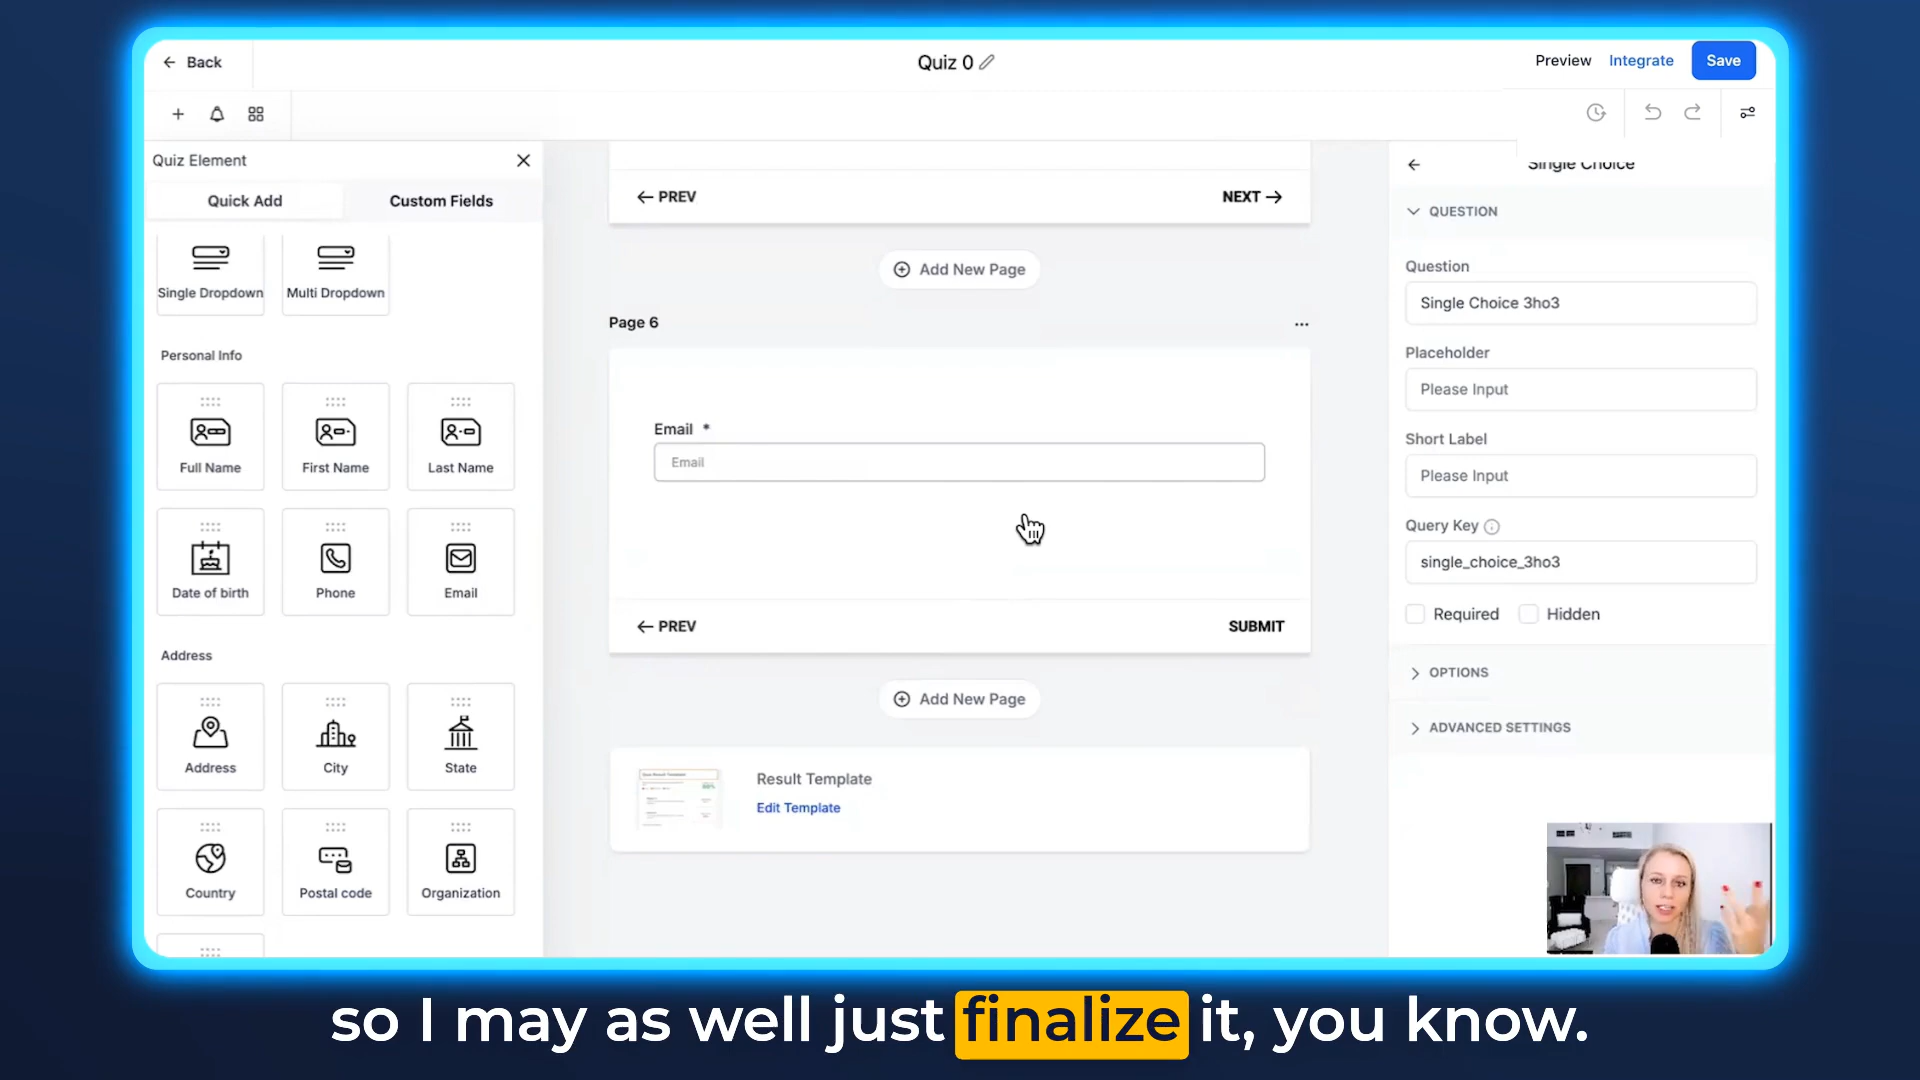 Back
Quiz 0
Preview
Integrate
Save
Quiz Element
Quick Add
Custom Fields
Single Dropdown
Multi Dropdown
Personal Info
Full Name
First Name
Last Name
Date of birth
Phone
Email
Address
Address
City
State
Country
Postal code
Organization
PREV
NEXT
Add New Page
Page 6
Email *
Email
PREV
SUBMIT
Add New Page
Result Template
Edit Template
Single Choice
QUESTION
Question
Single Choice 3ho3
Placeholder
Please Input
Short Label
Please Input
Query Key
single_choice_3ho3
Required
Hidden
OPTIONS
ADVANCED SETTINGS
so I may as well just finalize it, you know.